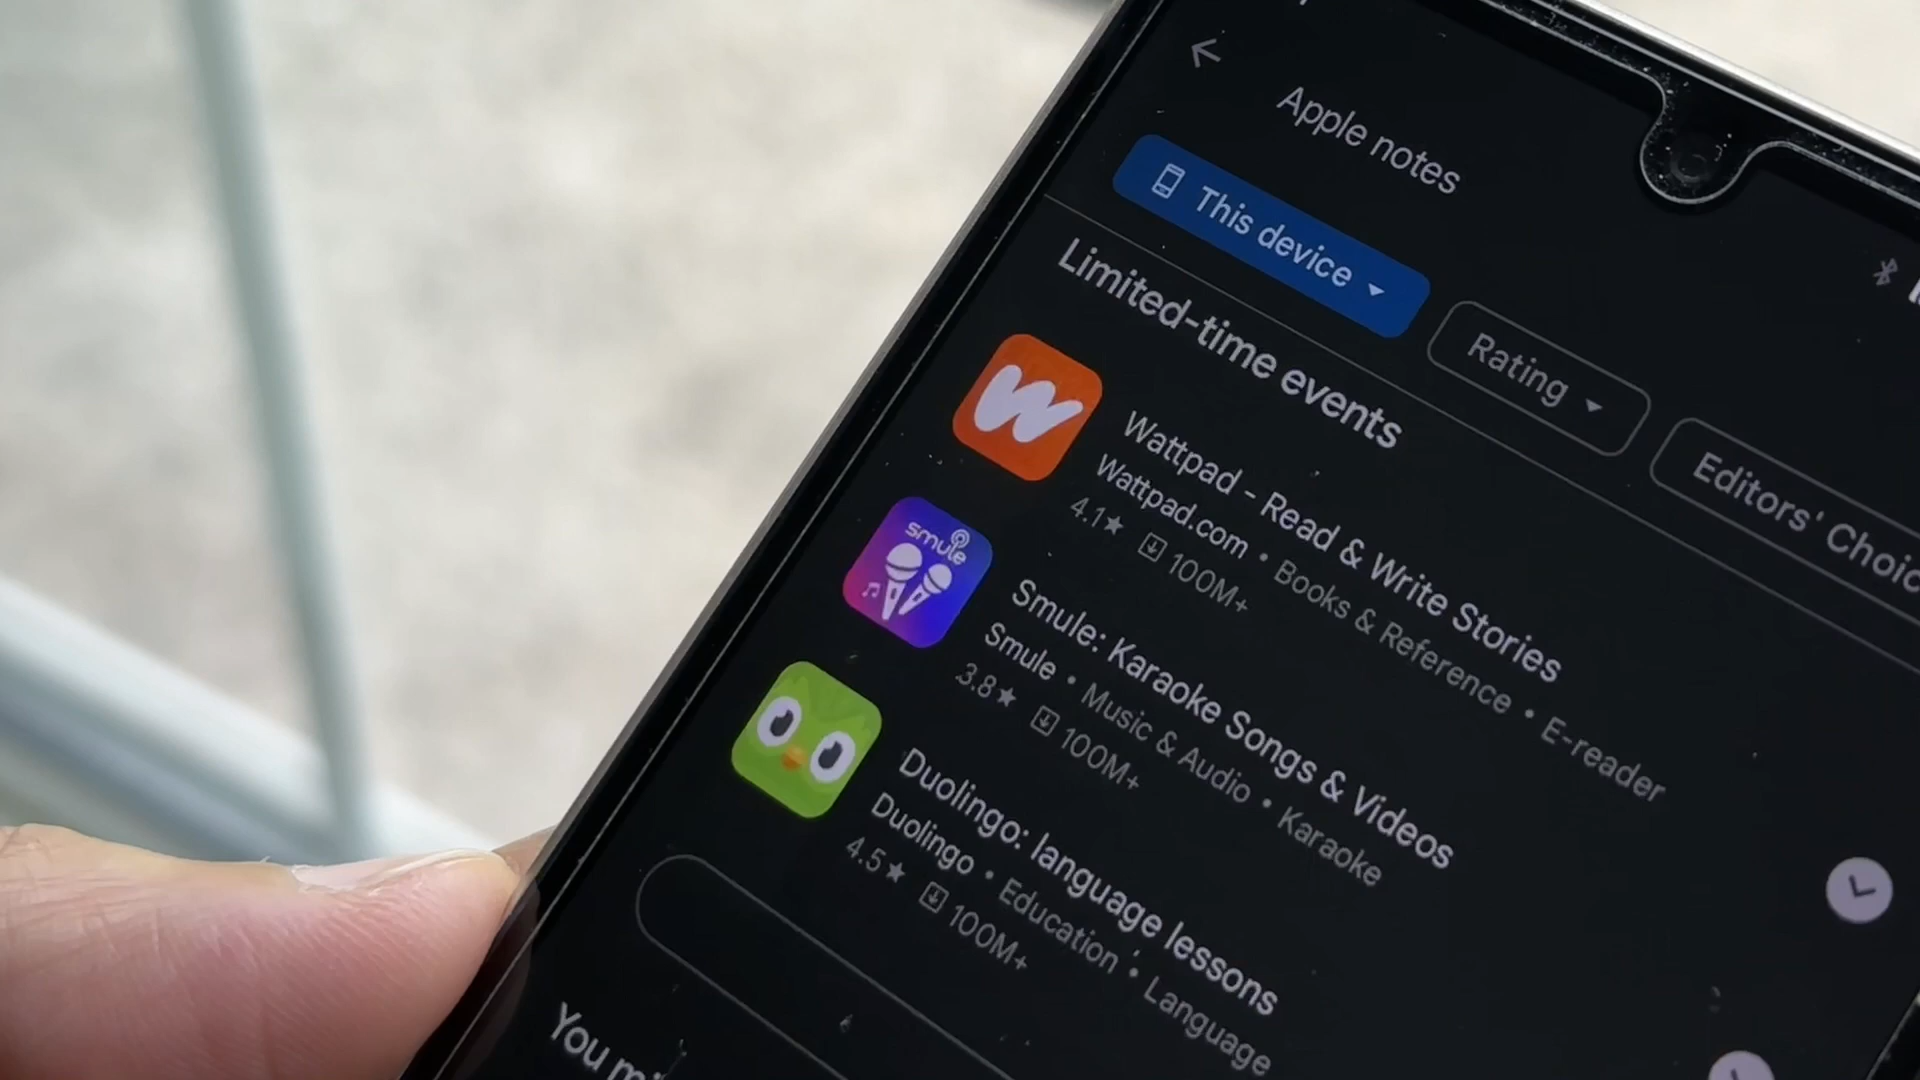 Apple notes
This device
Rating
Editors' Choic
Limited-time events
Wattpad - Read & Write Stories
Wattpad.com • Books & Reference • E-reader
4.1★ 100M+
smule
Smule: Karaoke Songs & Videos
Smule • Music & Audio • Karaoke
3.8★ 100M+
Duolingo: language lessons
Duolingo • Education • Language
4.5★ 100M+
You mi